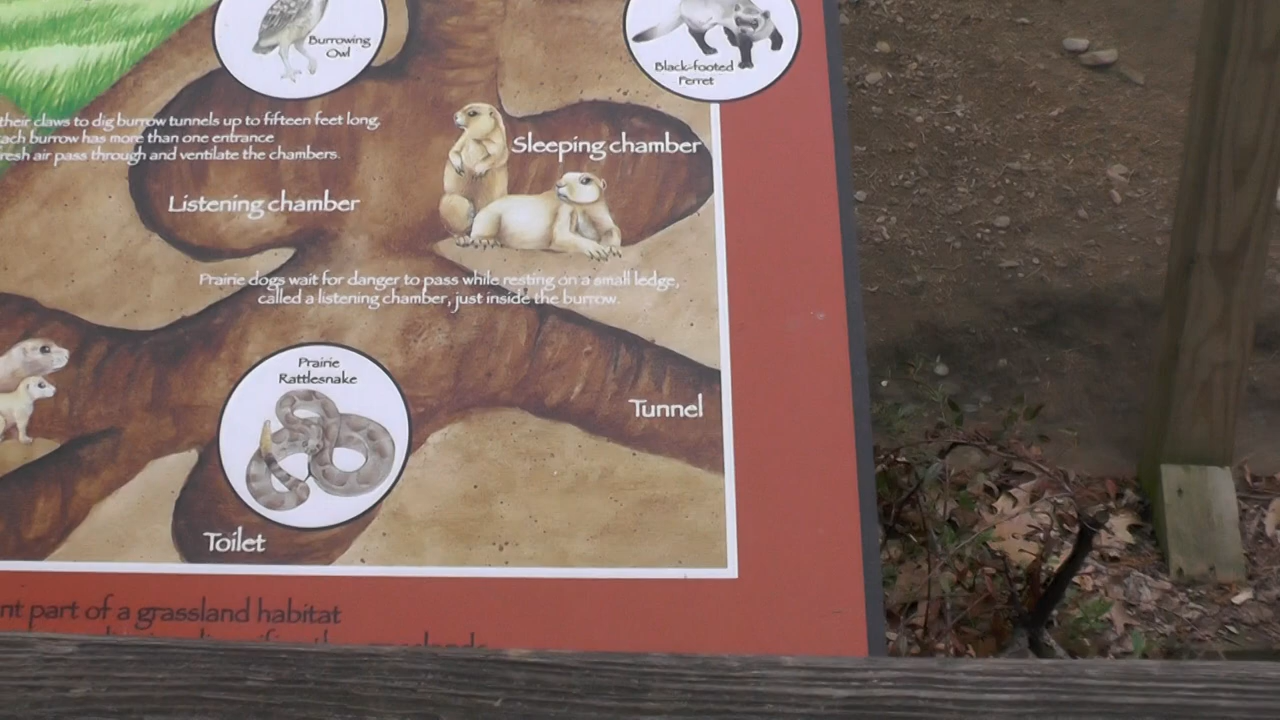 Burrowing
Owl
Black-footed
Ferret
their claws to dig burrow tunnels up to fifteen feet long.
ach burrow has more than one entrance
resh air pass through and ventilate the chambers.
Sleeping chamber
Listening chamber
Prairie dogs wait for danger to pass while resting on a small ledge,
called a listening chamber, just inside the burrow.
Prairie
Rattlesnake
Tunnel
Toilet
nt part of a grassland habitat